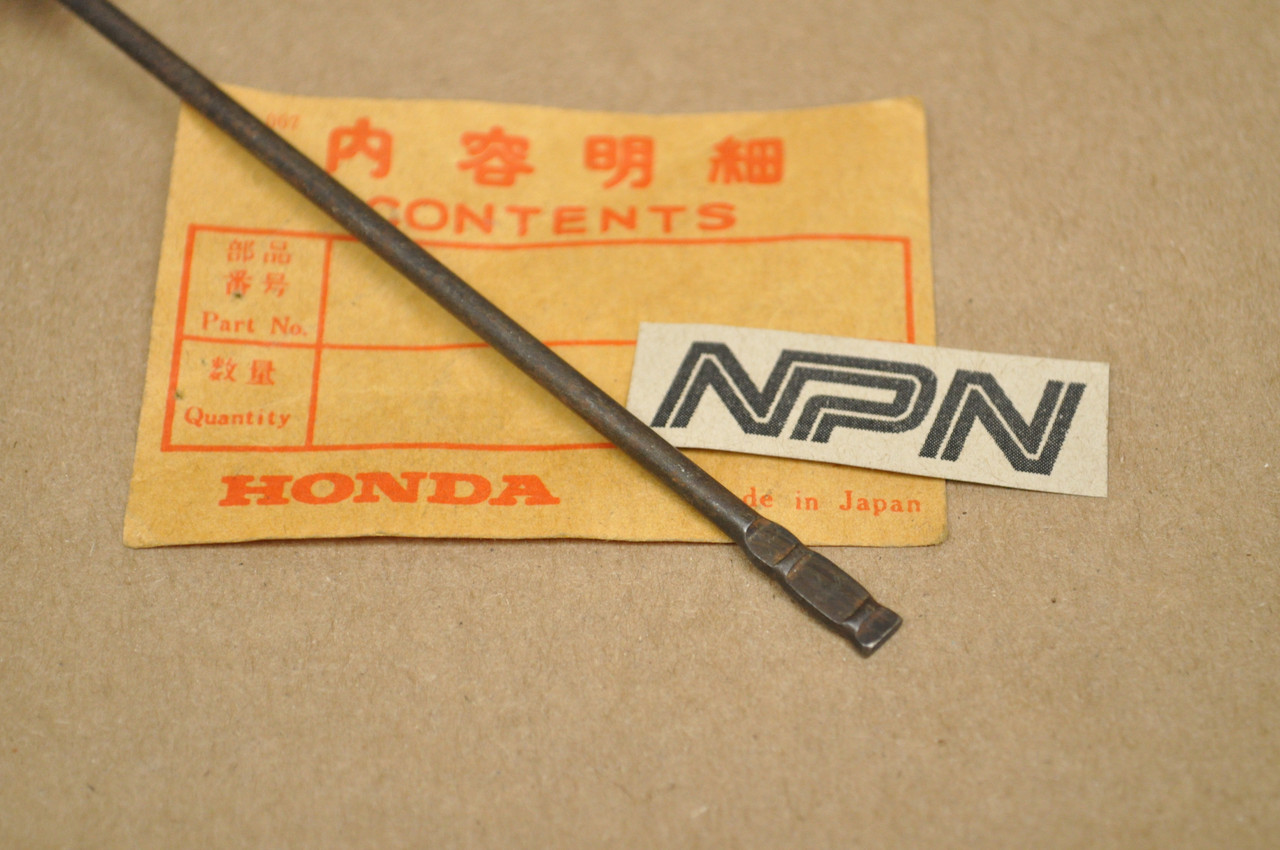 内容明細
CONTENTS
部品
番号
Part No.
数量
Quantity
HONDA
de in Japan
NPN